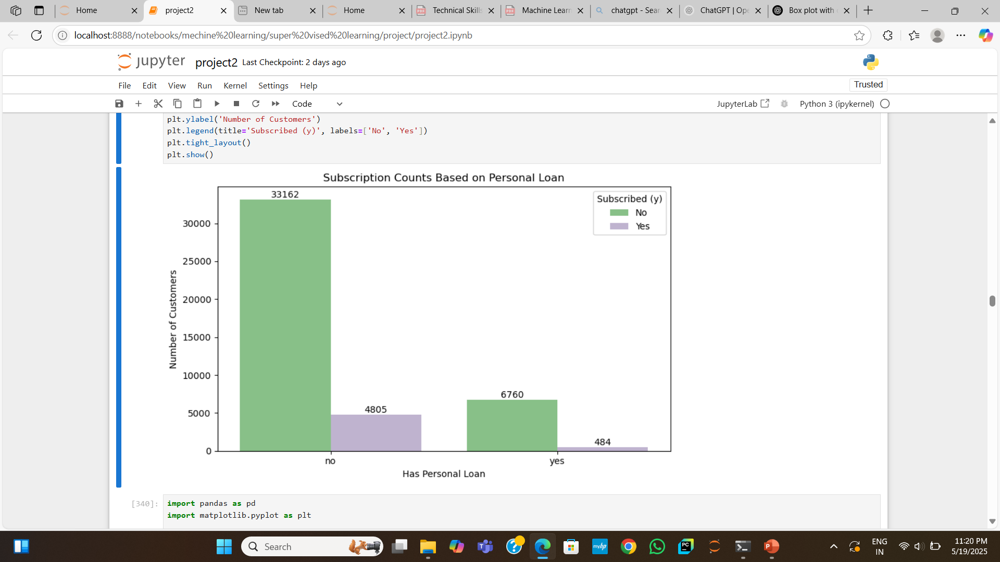 Home
project2
New tab
Home
Technical Skills
Machine Learn
chatgpt - Sear
ChatGPT | Ope
Box plot with
localhost:8888/notebooks/mechine%20learning/super%20vised%20learning/project/project2.ipynb
jupyter project2 Last Checkpoint: 2 days ago
File Edit View Run Kernel Settings Help
Trusted
Code
JupyterLab
Python 3 (ipykernel)
plt.ylabel('Number of Customers')
plt.legend(title='Subscribed (y)', labels=['No', 'Yes'])
plt.tight_layout()
plt.show()
Subscription Counts Based on Personal Loan
33162
Subscribed (y)
No
Yes
30000
25000
20000
15000
10000
5000
0
Number of Customers
4805
6760
484
no
yes
Has Personal Loan
[340]:
import pandas as pd
import matplotlib.pyplot as plt
Search
T
myhp
PC
P
ENG
IN
11:20 PM
5/19/2025